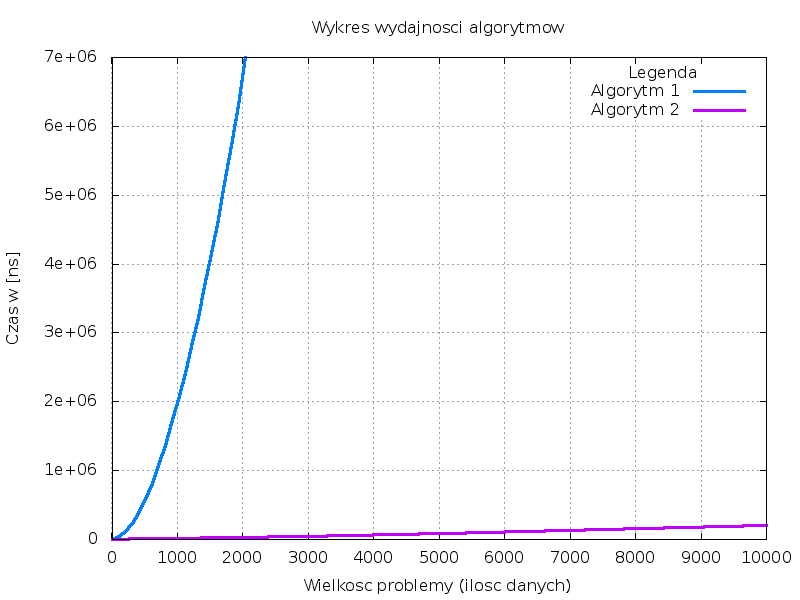 Wykres wydajnosci algorytmow
7e+06
6e+06
5e+06
4e+06
3e+06
2e+06
1e+06
0
Czas w [ns]
Legenda
Algorytm 1
Algorytm 2
0 1000 2000 3000 4000 5000 6000 7000 8000 9000 10000
Wielkosc problemy (ilosc danych)